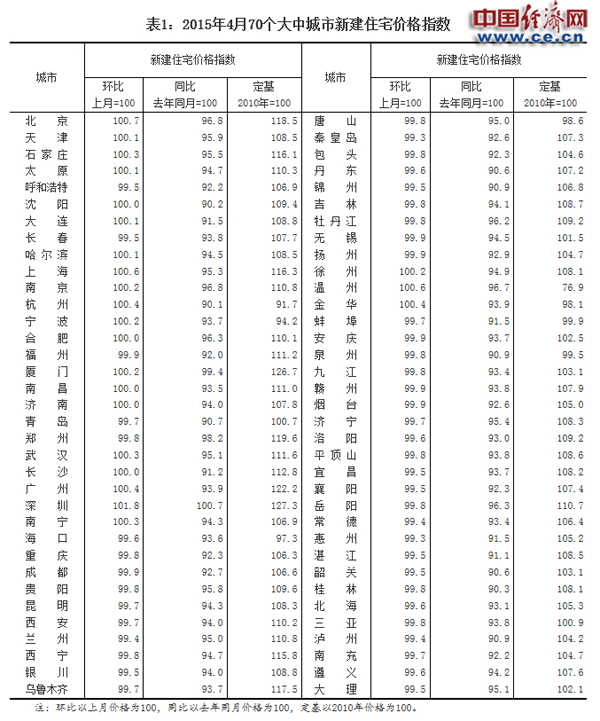 中国经济网
www.ce.cn
表1：2015年4月70个大中城市新建住宅价格指数
城市 新建住宅价格指数 城市 新建住宅价格指数
环比 同比 定基 环比 同比 定基
上月=100 去年同月=100 2010年=100 上月=100 去年同月=100 2010年=100
北京 100.7 96.8 118.5 唐山 99.8 95.0 98.6
天津 100.1 95.9 108.5 秦皇岛 99.3 92.6 107.3
石家庄 100.3 95.5 116.1 包头 99.8 92.3 104.6
太原 100.1 94.7 110.3 丹东 99.6 90.6 107.2
呼和浩特 99.5 92.2 106.9 锦州 99.5 90.9 106.8
沈阳 100.0 90.2 109.4 吉林 99.8 94.1 108.7
大连 100.1 91.5 108.8 牡丹江 99.8 96.2 109.2
长春 99.5 93.8 107.7 无锡 99.9 94.5 101.5
哈尔滨 100.1 94.5 108.5 扬州 99.9 92.9 104.7
上海 100.6 95.3 116.3 徐州 100.2 94.9 108.1
南京 100.2 96.8 110.8 温州 100.6 96.7 76.9
杭州 100.4 90.1 91.7 金华 100.4 93.9 98.1
宁波 100.2 93.7 94.2 蚌埠 99.7 91.5 99.9
合肥 100.0 96.3 110.1 安庆 99.9 93.7 102.5
福州 99.9 92.0 111.2 泉州 99.8 90.9 99.5
厦门 100.2 99.4 126.7 九江 99.8 93.4 103.1
南昌 100.0 93.5 111.0 赣州 99.9 93.8 107.9
济南 100.0 94.0 107.8 烟台 99.9 92.6 105.0
青岛 99.7 90.7 100.7 济宁 99.7 95.4 108.3
郑州 99.8 98.2 119.6 洛阳 99.6 93.0 109.2
武汉 100.3 95.1 111.6 平顶山 99.8 93.8 108.6
长沙 100.0 91.2 112.8 宜昌 99.5 93.7 108.2
广州 100.4 93.9 122.2 襄阳 99.5 92.3 107.4
深圳 101.8 100.7 127.3 岳阳 99.8 96.3 110.7
南宁 100.3 94.3 106.9 常德 99.4 93.4 106.4
海口 99.6 93.6 97.3 惠州 99.3 91.5 105.2
重庆 99.8 92.3 106.3 湛江 99.5 91.1 108.5
成都 99.9 92.7 106.6 韶关 99.5 90.6 103.1
贵阳 99.8 95.8 109.6 桂林 99.8 90.3 108.1
昆明 99.7 94.3 108.3 北海 99.6 93.1 105.3
西安 99.7 94.0 110.2 三亚 99.8 93.8 100.9
兰州 99.4 95.0 110.8 泸州 99.4 90.9 104.2
西宁 99.8 94.7 115.8 南充 99.7 92.2 104.7
银川 99.5 94.0 108.8 遵义 99.6 94.2 107.6
乌鲁木齐 99.7 93.7 117.5 大理 99.5 95.1 102.1
注：环比以上月价格为100，同比以去年同月价格为100，定基以2010年价格为100。